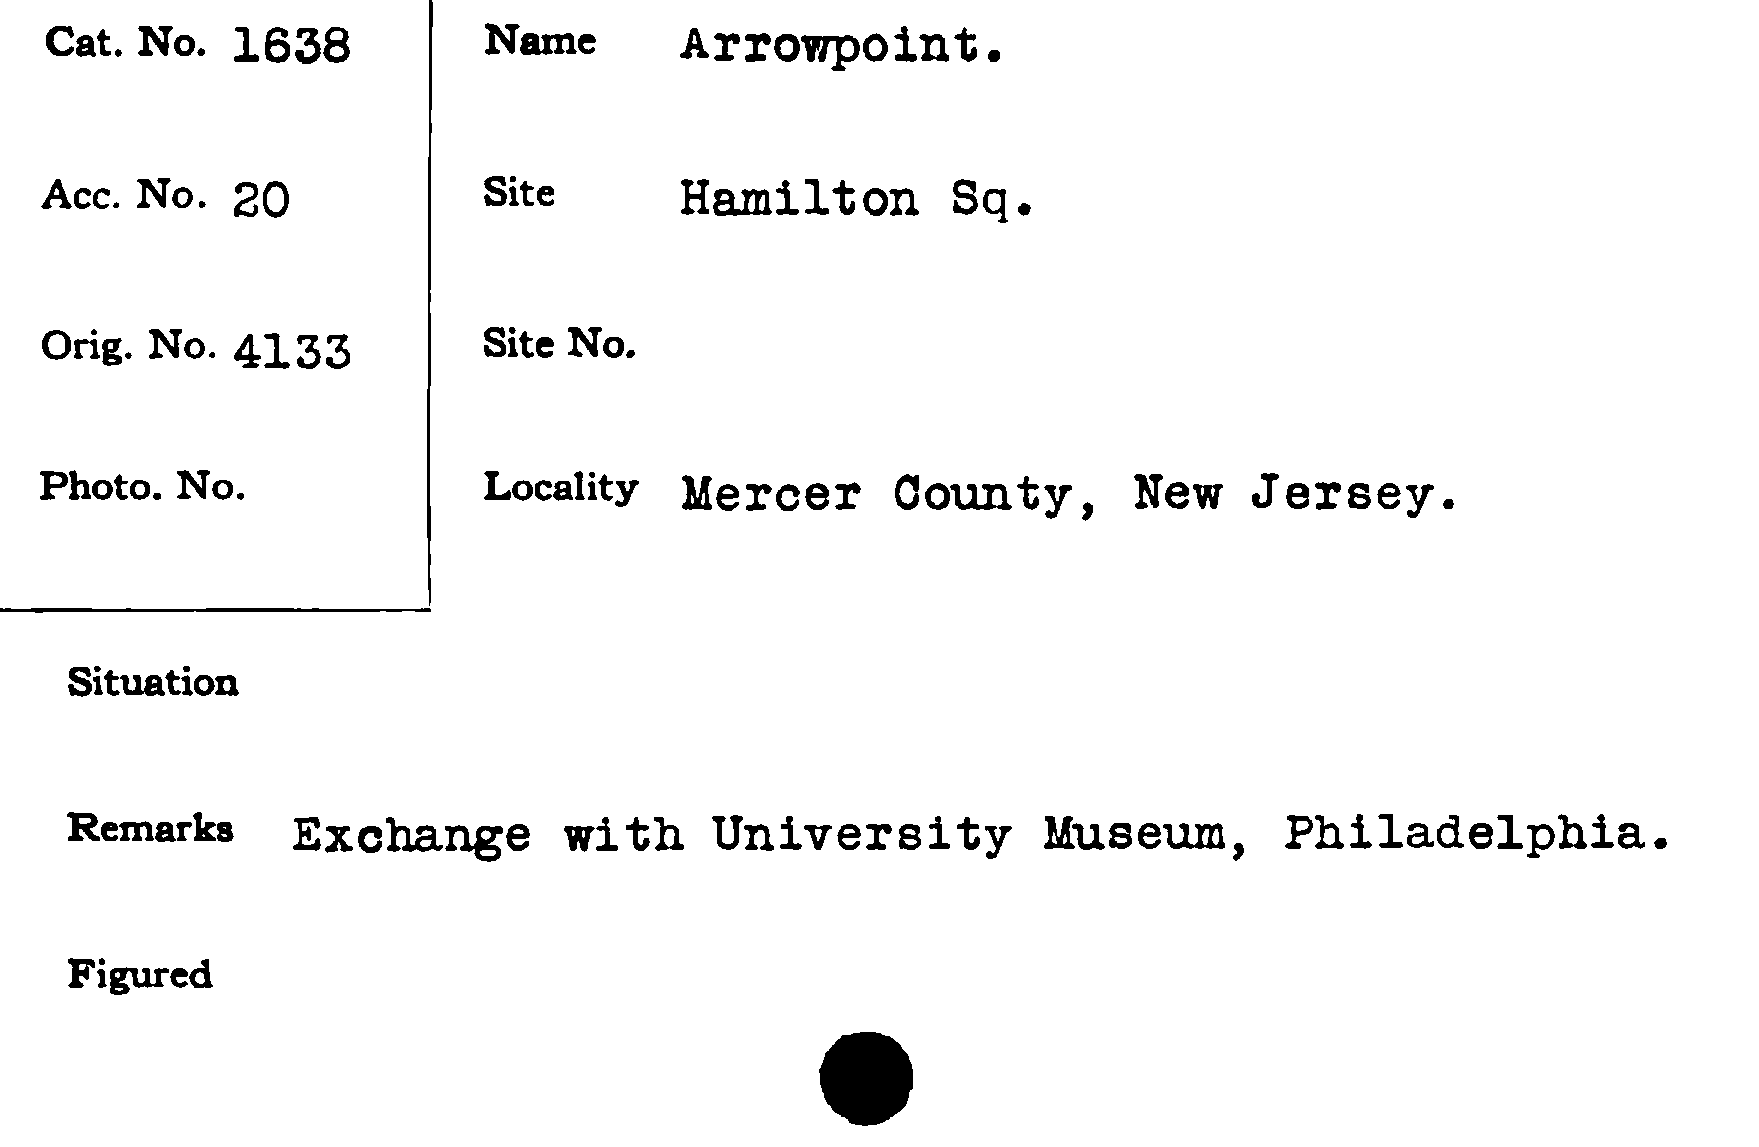 Cat. No. 1638
Acc. No. 20
Orig. No. 4133
Photo. No.
Name Arrowpoint.
Site Hamilton Sq.
Site No.
Locality Mercer County, New Jersey.
Situation
Remarks Exchange with University Museum, Philadelphia.
Figured